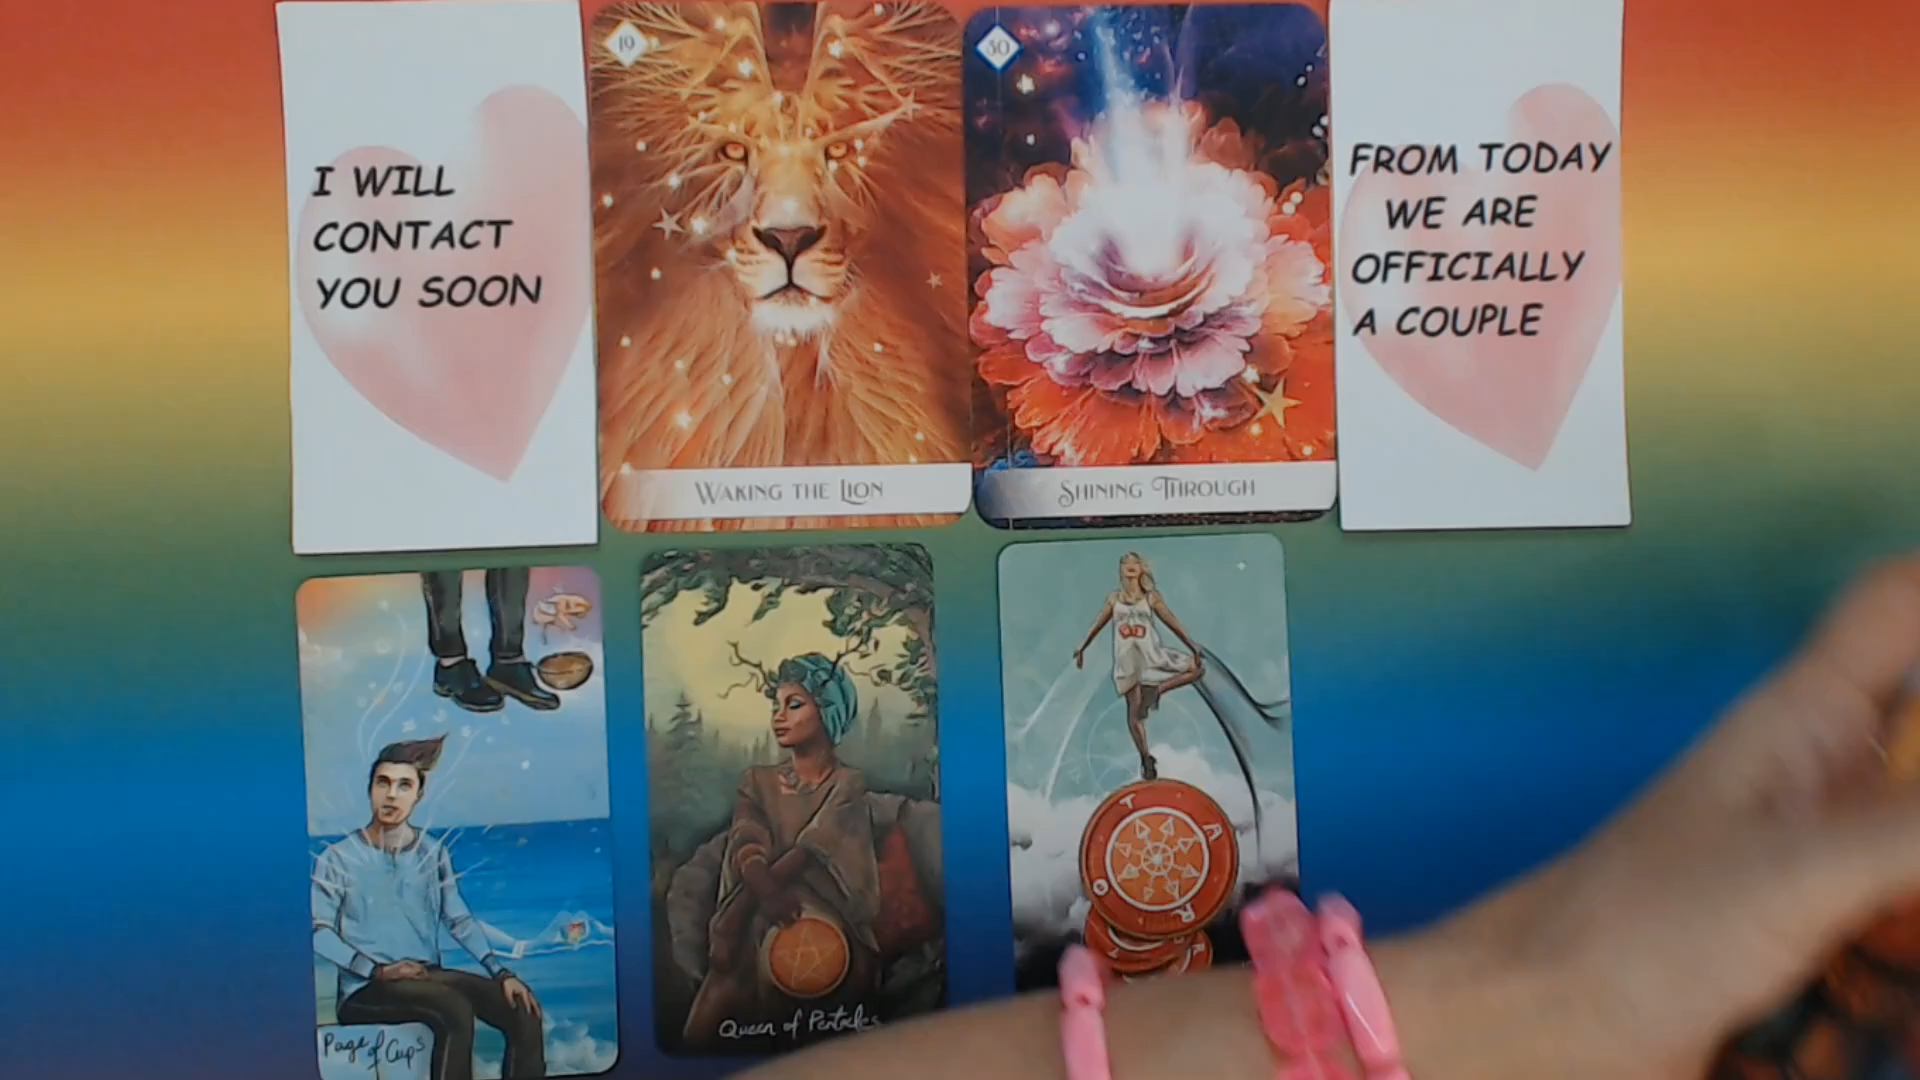 I WILL
CONTACT
YOU SOON
19
WAKING THE LION
30
SHINING THROUGH
FROM TODAY
WE ARE
OFFICIALLY
A COUPLE
Page of Cups
Queen of Pentacles
T
A
R
O